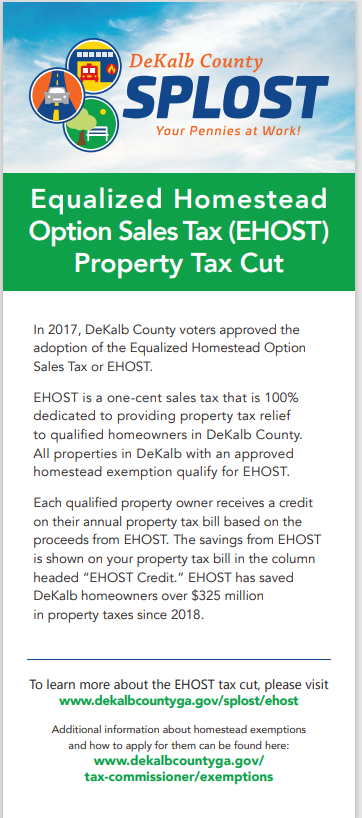 DeKalb County
SPLOST
Your Pennies at Work!
Equalized Homestead
Option Sales Tax (EHOST)
Property Tax Cut
In 2017, DeKalb County voters approved the
adoption of the Equalized Homestead Option
Sales Tax or EHOST.
EHOST is a one-cent sales tax that is 100%
dedicated to providing property tax relief
to qualified homeowners in DeKalb County.
All properties in DeKalb with an approved
homestead exemption qualify for EHOST.
Each qualified property owner receives a credit
on their annual property tax bill based on the
proceeds from EHOST. The savings from EHOST
is shown on your property tax bill in the column
headed “EHOST Credit.” EHOST has saved
DeKalb homeowners over $325 million
in property taxes since 2018.
To learn more about the EHOST tax cut, please visit
www.dekalbcountyga.gov/splost/ehost
Additional information about homestead exemptions
and how to apply for them can be found here:
www.dekalbcountyga.gov/
tax-commissioner/exemptions